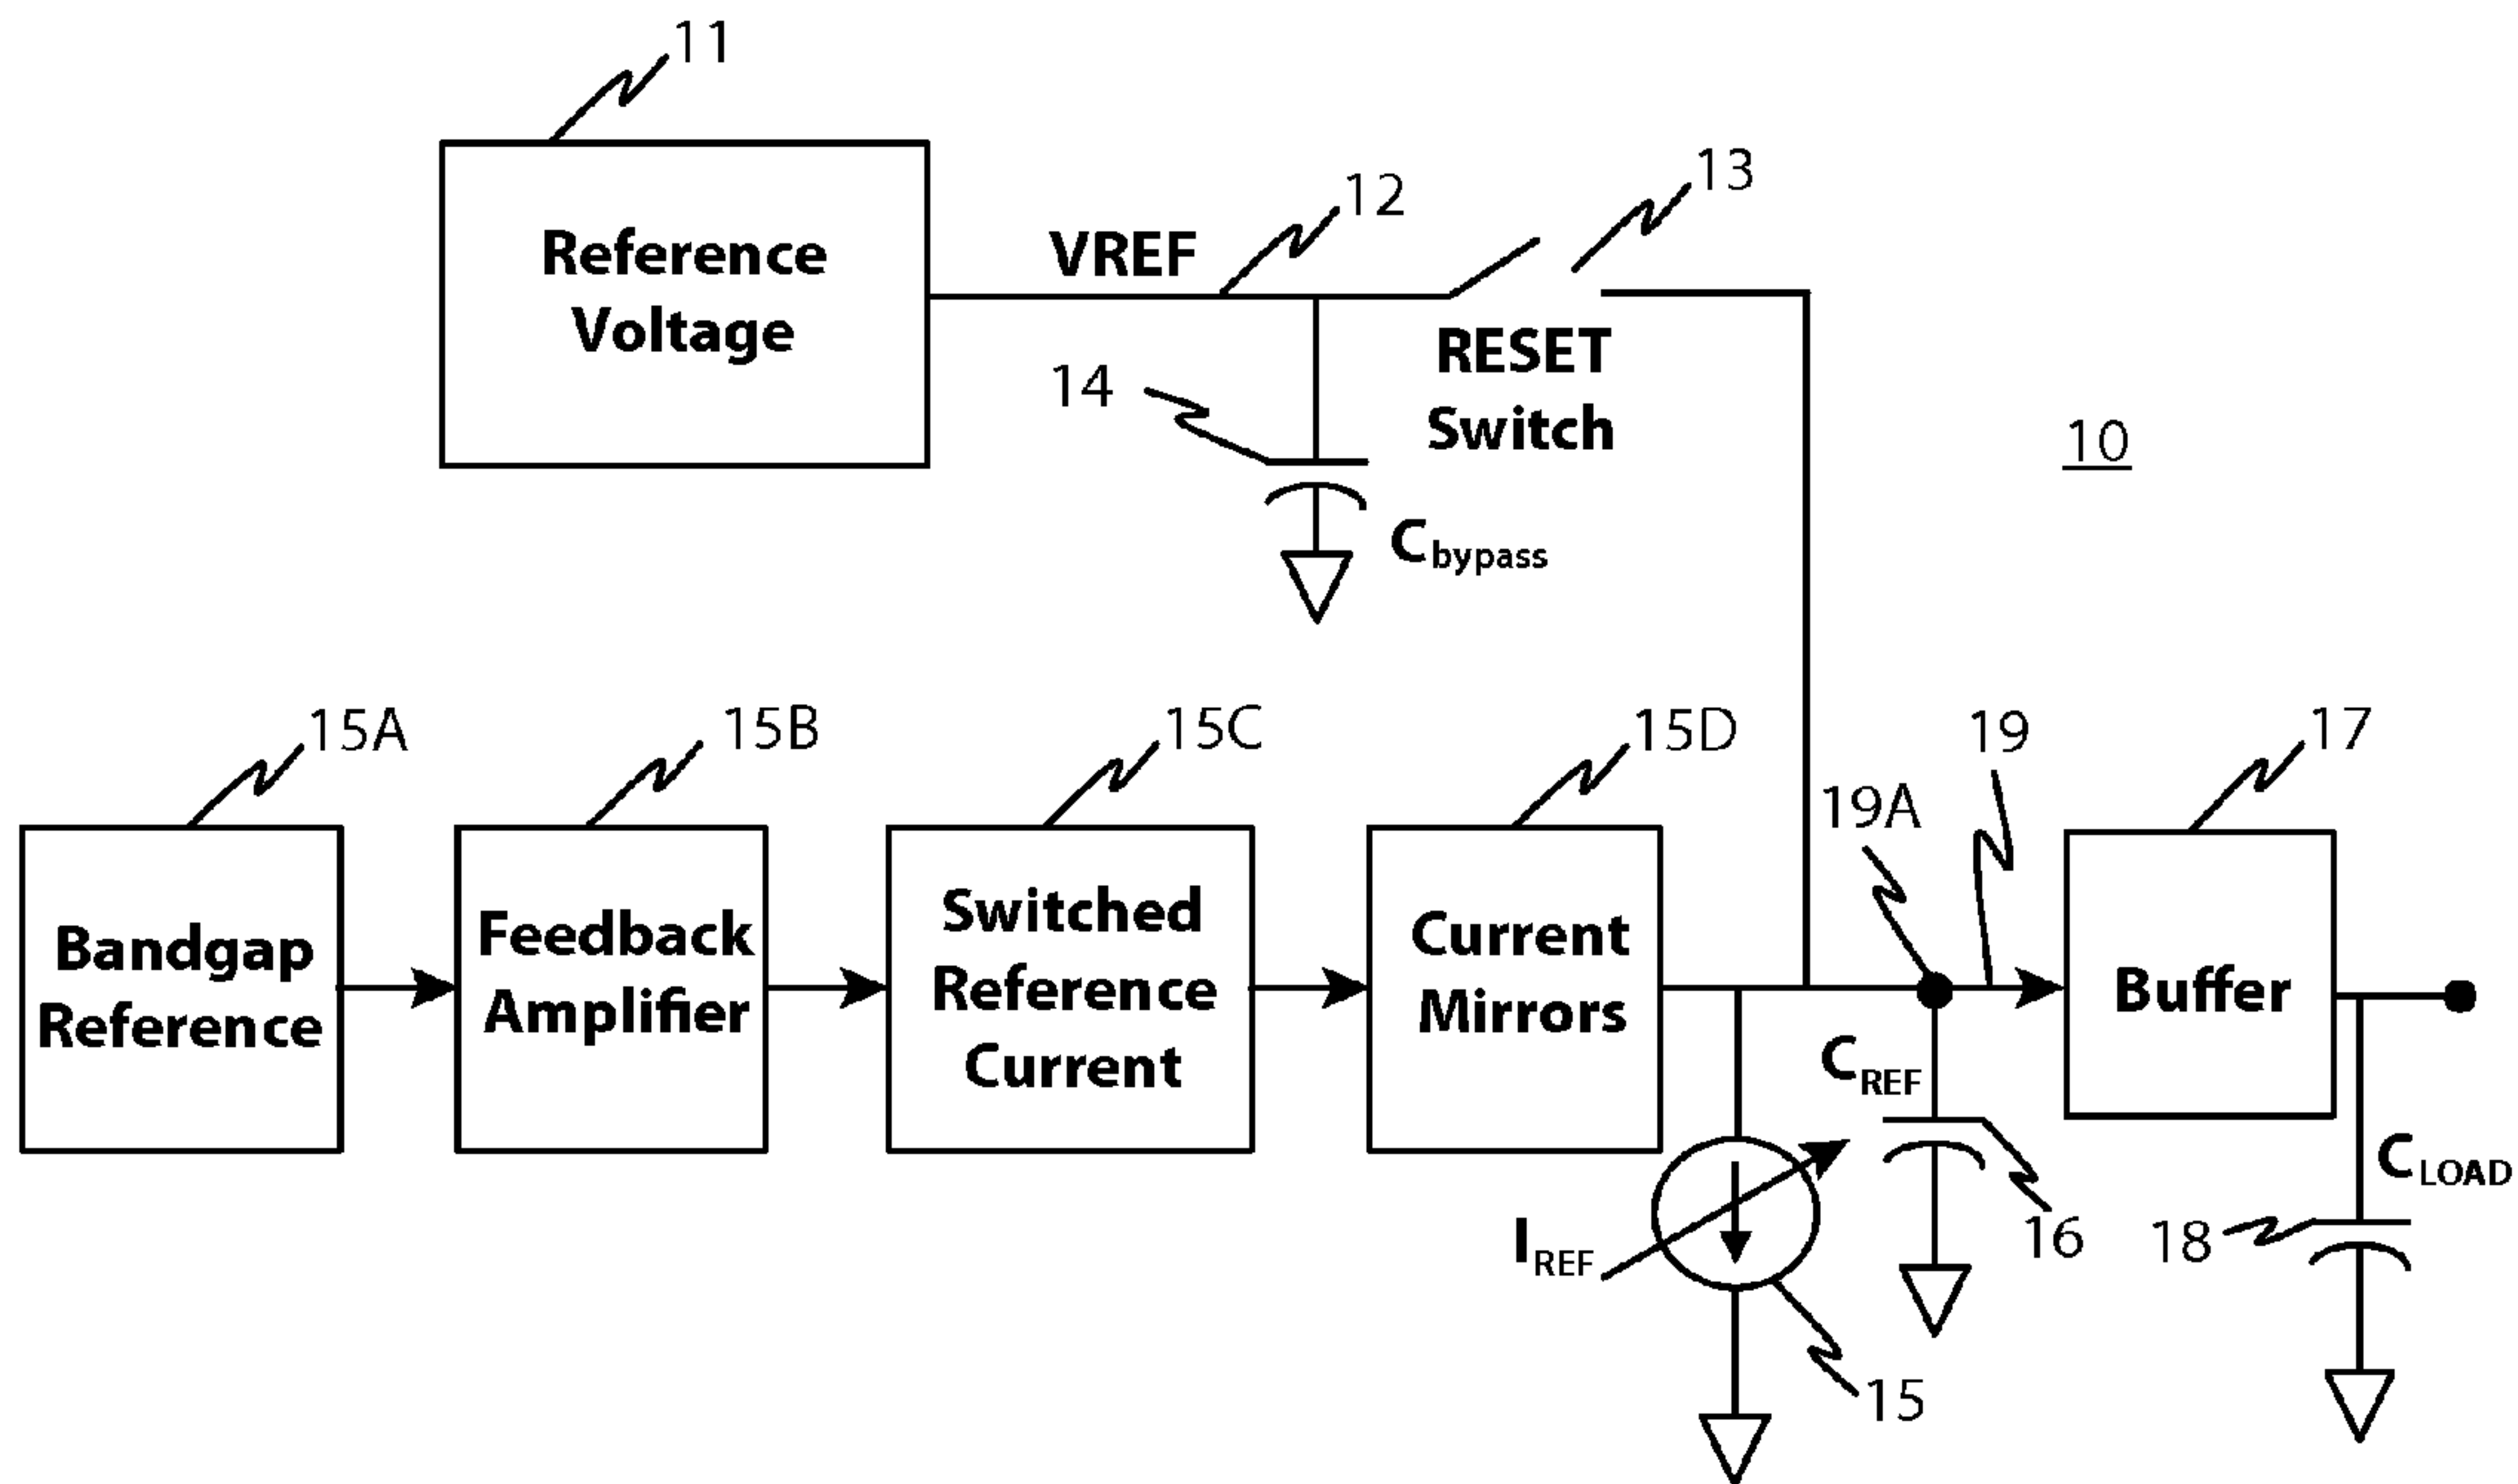 11
Reference
Voltage
VREF
12
13
RESET
Switch
14
Cbypass
10
15A
15B
15C
15D
19A
19
17
Bandgap
Reference
Feedback
Amplifier
Switched
Reference
Current
Current
Mirrors
Buffer
CREF
CLOAD
IREF
16
18
15